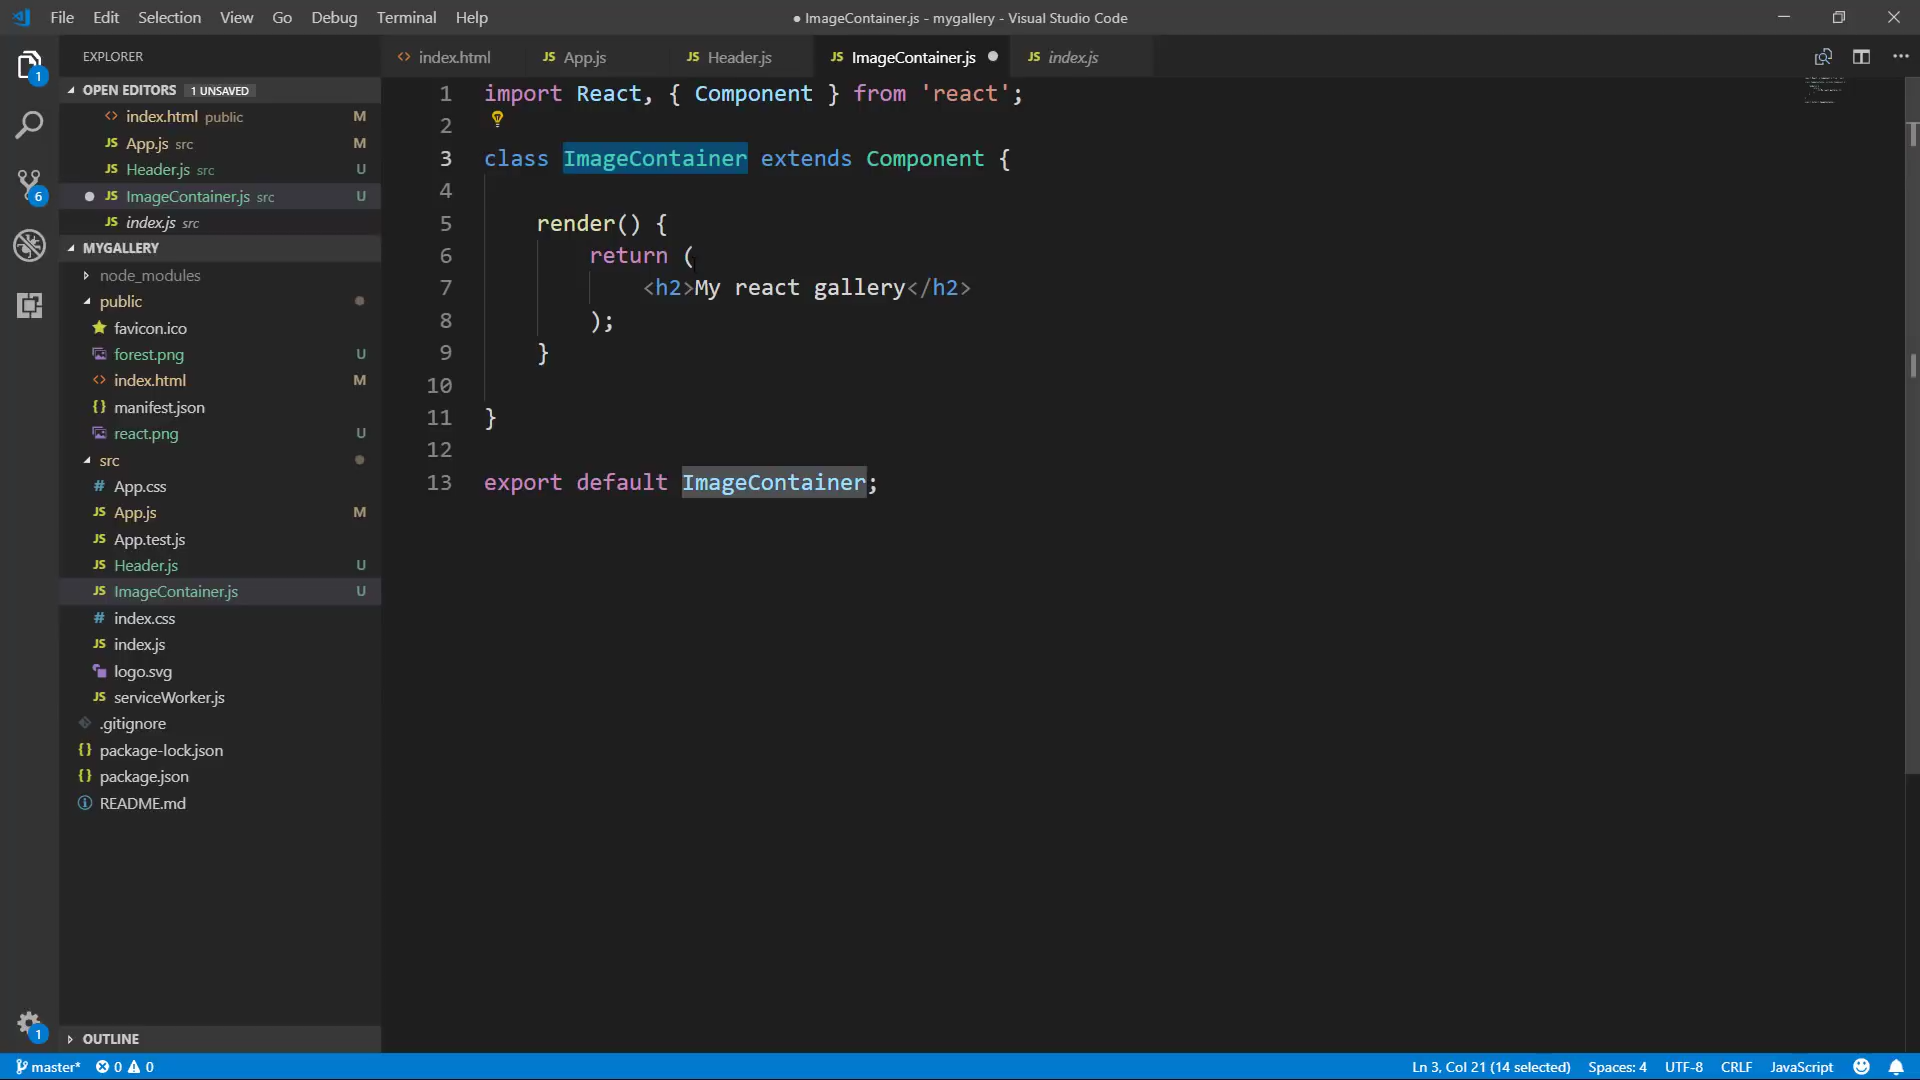 File Edit Selection View Go Debug Terminal Help
● ImageContainer.js - mygallery - Visual Studio Code
EXPLORER
OPEN EDITORS 1 UNSAVED
index.html public M
App.js src M
Header.js src U
ImageContainer.js src U
index.js src
MYGALLERY
node_modules
public
favicon.ico
forest.png U
index.html M
manifest.json
react.png U
src
App.css
App.js M
App.test.js
Header.js U
ImageContainer.js U
index.css
index.js
logo.svg
serviceWorker.js
.gitignore
package-lock.json
package.json
README.md
OUTLINE
1
6
1
index.html App.js Header.js ImageContainer.js index.js
1 import React, { Component } from 'react';
2
3 class ImageContainer extends Component {
4
5 render() {
6 return (
7 <h2>My react gallery</h2>
8 );
9 }
10
11 }
12
13 export default ImageContainer;
master* 0 0 Ln 3, Col 21 (14 selected) Spaces: 4 UTF-8 CRLF JavaScript